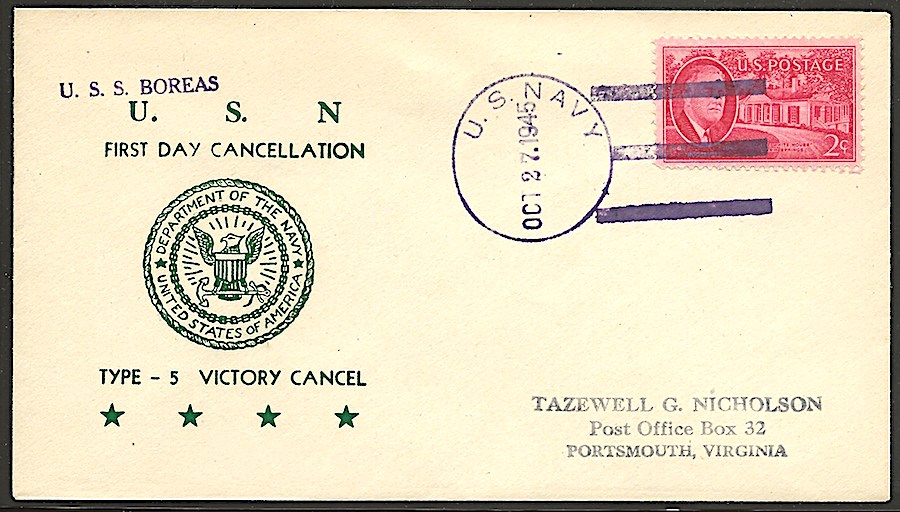 U. S. S. BOREAS
U. S. N
FIRST DAY CANCELLATION
DEPARTMENT OF THE NAVY
UNITED STATES OF AMERICA
TYPE – 5 VICTORY CANCEL
U. S. NAVY
OCT 27.1945
U.S. POSTAGE
2¢
TAZEWELL G. NICHOLSON
Post Office Box 32
PORTSMOUTH, VIRGINIA